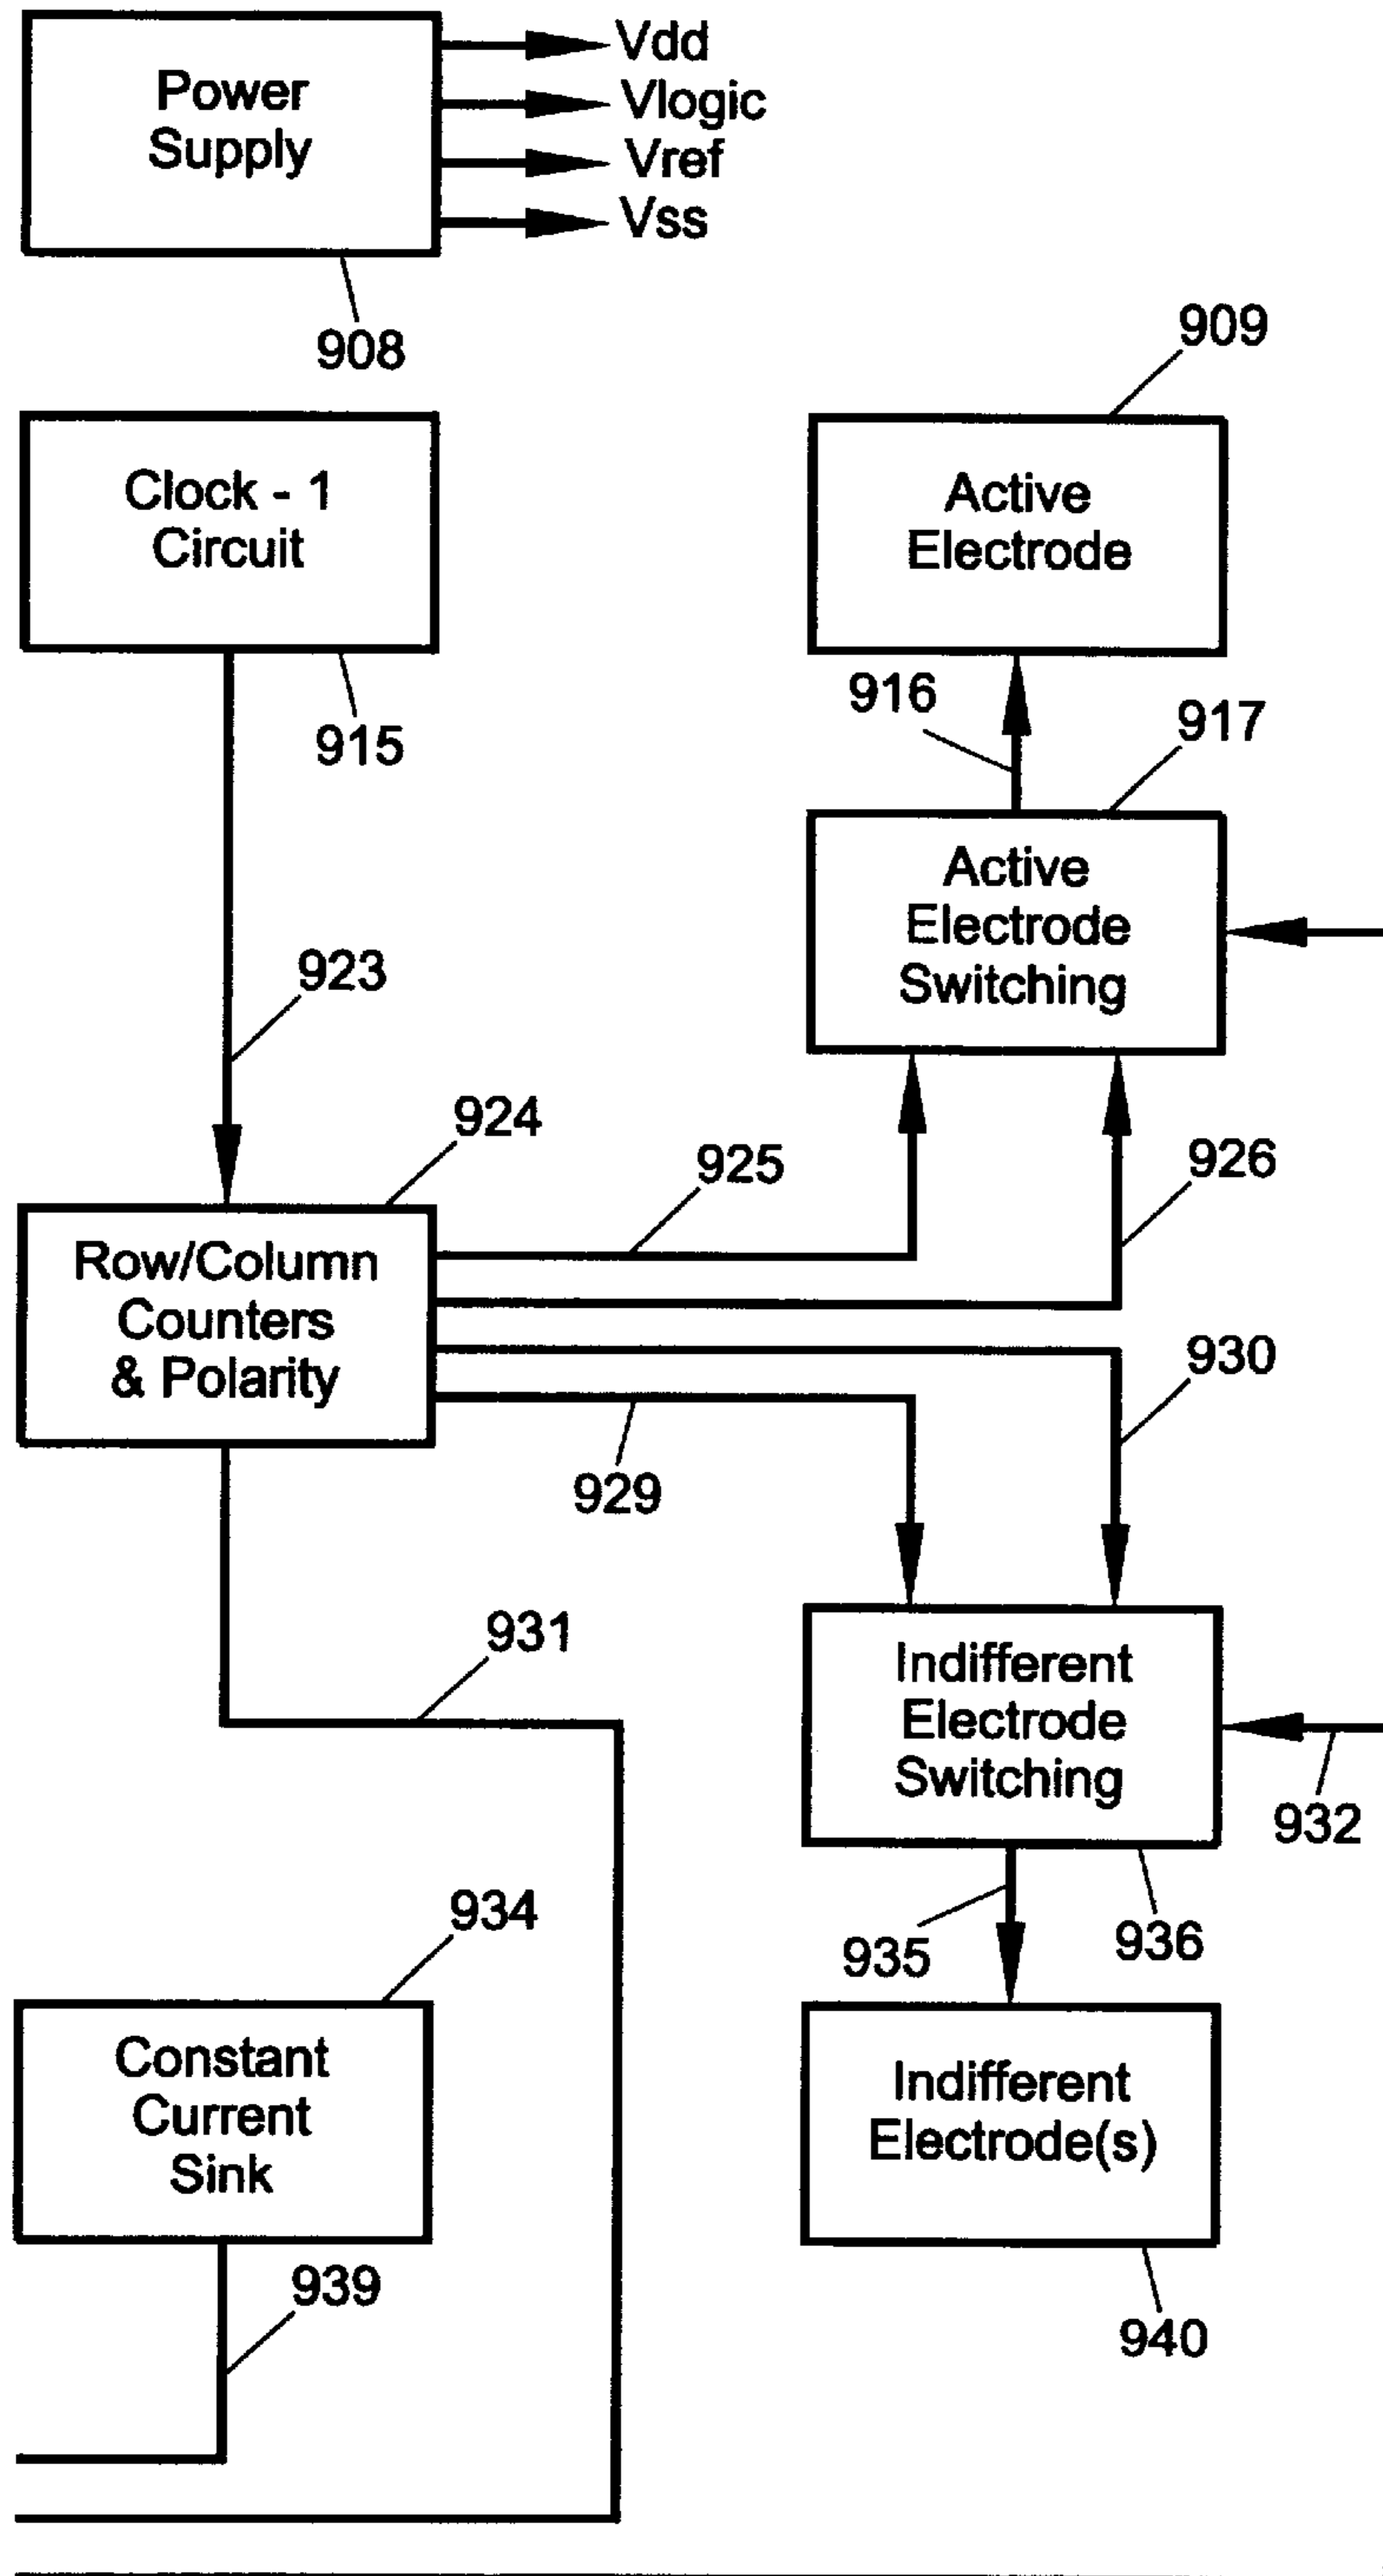 Power
Supply
Vdd
Vlogic
Vref
Vss
908
909
Clock - 1
Circuit
Active
Electrode
915
916
917
Active
Electrode
Switching
923
924
925
926
Row/Column
Counters
& Polarity
930
929
931
Indifferent
Electrode
Switching
932
934
935
936
Constant
Current
Sink
Indifferent
Electrode(s)
939
940